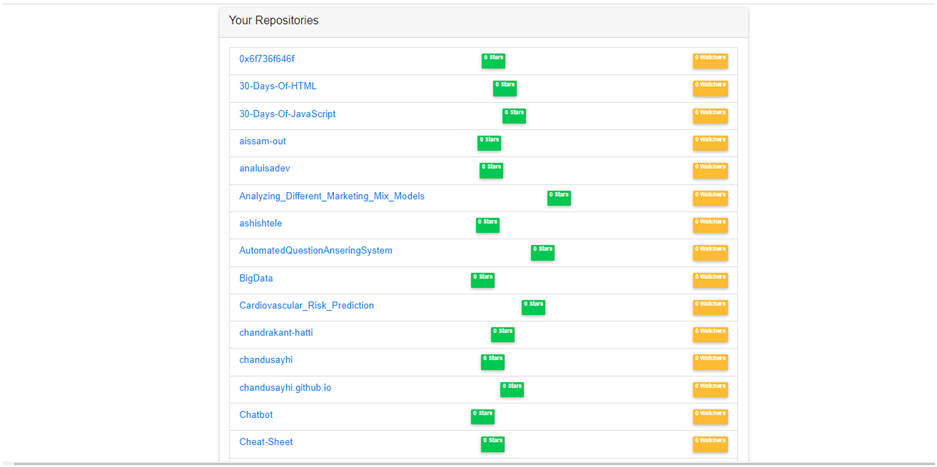 Your Repositories
0x6f736f646f 0 Stars 0 Watchers
30-Days-Of-HTML 0 Stars 0 Watchers
30-Days-Of-JavaScript 0 Stars 0 Watchers
aissam-out 0 Stars 0 Watchers
analuisadev 0 Stars 0 Watchers
Analyzing_Different_Marketing_Mix_Models 0 Stars 0 Watchers
ashishtele 0 Stars 0 Watchers
AutomatedQuestionAnseringSystem 0 Stars 0 Watchers
BigData 0 Stars 0 Watchers
Cardiovascular_Risk_Prediction 0 Stars 0 Watchers
chandrakant-hatti 0 Stars 0 Watchers
chandusayhi 0 Stars 0 Watchers
chandusayhi.github.io 0 Stars 0 Watchers
Chatbot 0 Stars 0 Watchers
Cheat-Sheet 0 Stars 0 Watchers